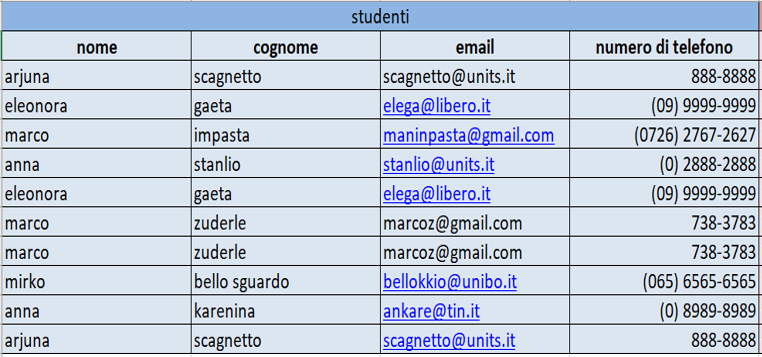 studenti
nome cognome email numero di telefono
arjuna scagnetto scagnetto@units.it 888-8888
eleonora gaeta elega@libero.it (09) 9999-9999
marco impasta maninpasta@gmail.com (0726) 2767-2627
anna stanlio stanlio@units.it (0) 2888-2888
eleonora gaeta elega@libero.it (09) 9999-9999
marco zuderle marcoz@gmail.com 738-3783
marco zuderle marcoz@gmail.com 738-3783
mirko bello sguardo bellokkio@unibo.it (065) 6565-6565
anna karenina ankare@tin.it (0) 8989-8989
arjuna scagnetto scagnetto@units.it 888-8888